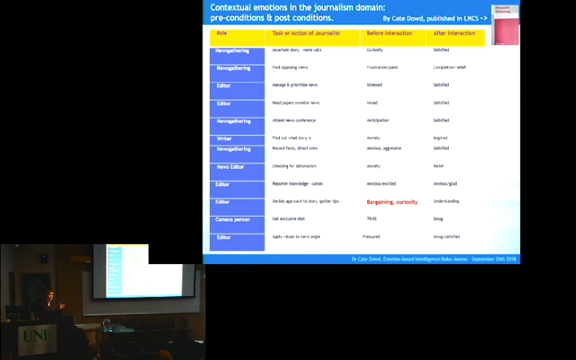 Contextual emotions in the journalism domain:
pre-conditions & post conditions. By Cate Dowd, published in LNCS ->
Role Task or Action of Journalist Before Interaction after Interaction
Newsgathering Ascertain story - make calls Curiosity Satisfied
Newsgathering Find opposing news Frustration/panic Completion/relief
Editor Manage & prioritize news Stressed Satisfied
Editor Read papers/monitor news Mixed Satisfied
Newsgathering Attend news conference Anticipation Satisfied
Writer Find out what story is Anxiety Inspired
Newsgathering Record facts, direct crew Anxious, aggressive Satisfied
News Editor Checking for defamation Anxiety Relief
Editor Reporter knowledge - Anxious/excited Anxious/glad
Editor Decide approach to story- gather tips Bargaining, curiosity Understanding
Camera person Get exclusive shot Thrill Smug
Editor Apply values to news angle Pressured Smug/satisfied
Dr Cate Dowd, Emotion-based Intelligence Robo Journo - September 26th 2018
UNE